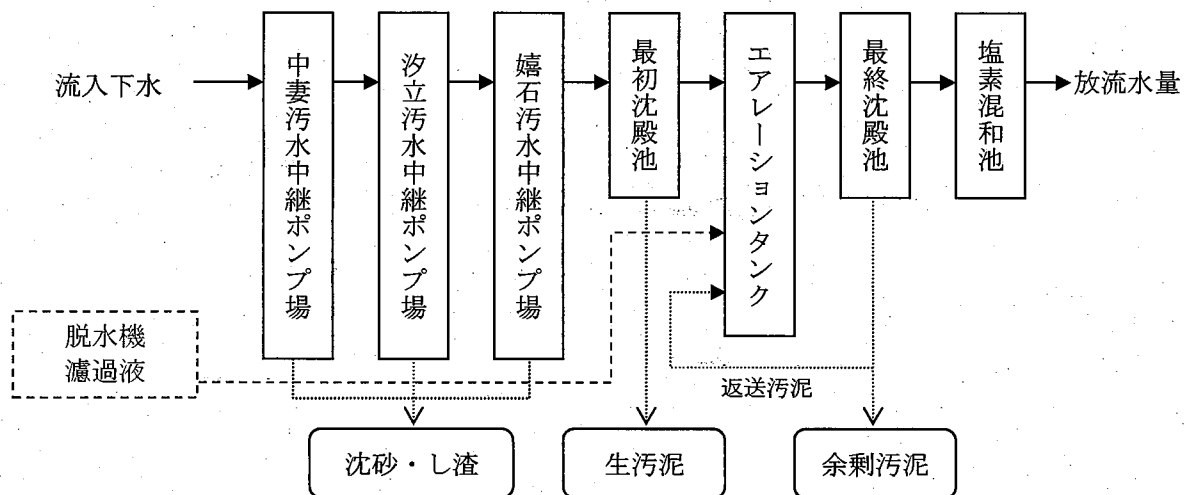 流入下水
中妻汚水中継ポンプ場
汐立汚水中継ポンプ場
嬉石汚水中継ポンプ場
最初沈殿池
エアレーションタンク
最終沈殿池
塩素混和池
放流水量
脱水機
濾過液
返送汚泥
沈砂・し渣
生汚泥
余剰汚泥